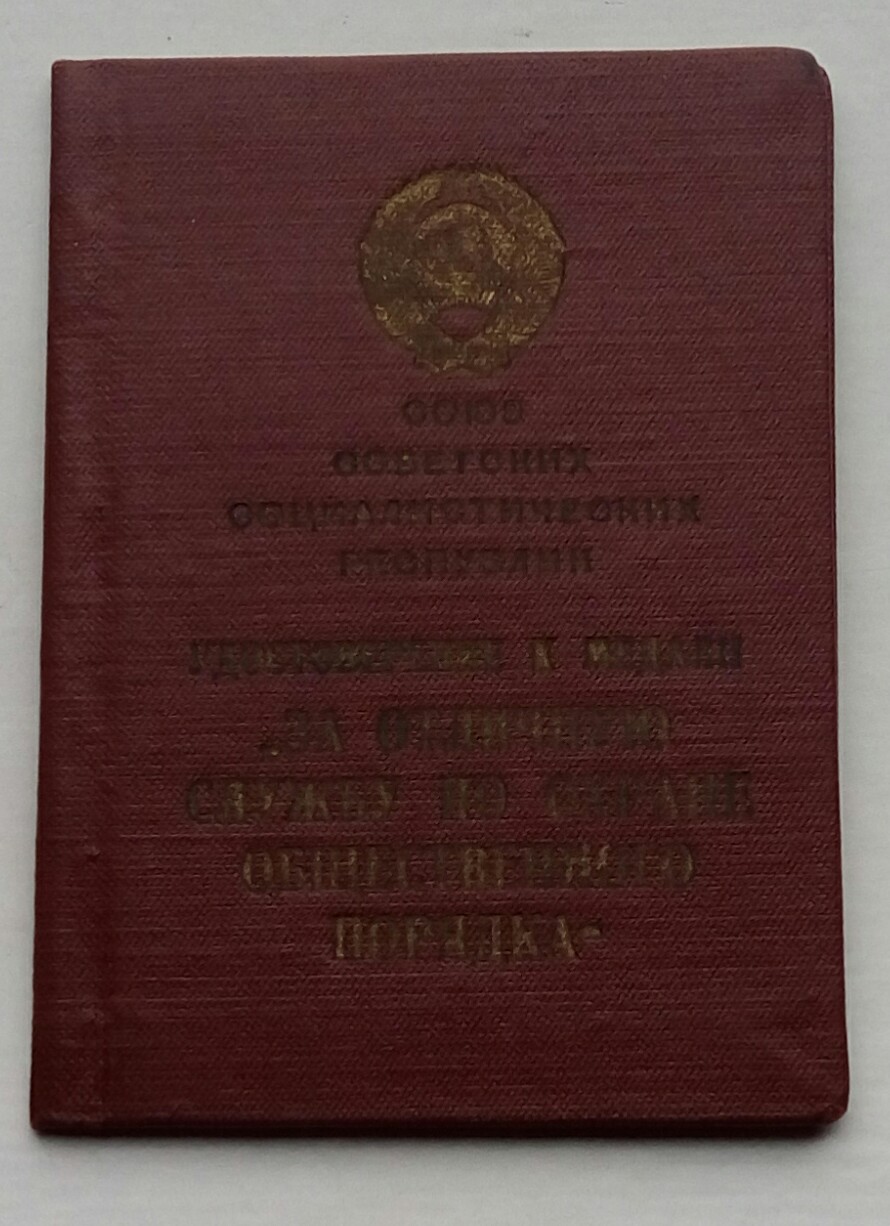 СОЮЗ
СОВЕТСКИХ
СОЦИАЛИСТИЧЕСКИХ
РЕСПУБЛИК
УДОСТОВЕРЕНИЕ К МЕДАЛИ
„ЗА ОТЛИЧНУЮ
СЛУЖБУ ПО ОХРАНЕ
ОБЩЕСТВЕННОГО
ПОРЯДКА“